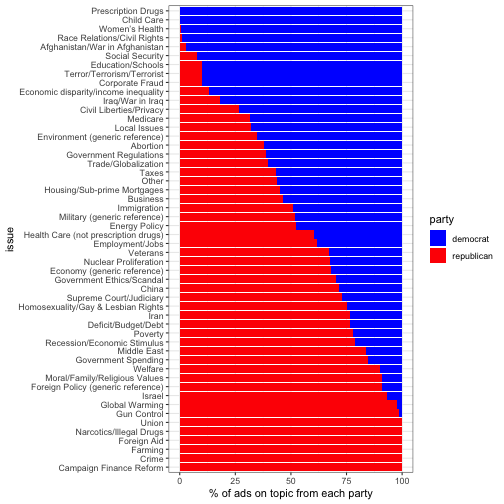 Prescription Drugs
Child Care
Women's Health
Race Relations/Civil Rights
Afghanistan/War in Afghanistan
Social Security
Education/Schools
Terror/Terrorism/Terrorist
Corporate Fraud
Economic disparity/income inequality
Iraq/War in Iraq
Civil Liberties/Privacy
Medicare
Local Issues
Environment (generic reference)
Abortion
Government Regulations
Trade/Globalization
Taxes
Other
Housing/Sub-prime Mortgages
Business
Immigration
Military (generic reference)
Energy Policy
Health Care (not prescription drugs)
Employment/Jobs
Veterans
Nuclear Proliferation
Economy (generic reference)
Government Ethics/Scandal
China
Supreme Court/Judiciary
Homosexuality/Gay & Lesbian Rights
Iran
Deficit/Budget/Debt
Poverty
Recession/Economic Stimulus
Middle East
Government Spending
Welfare
Moral/Family/Religious Values
Foreign Policy (generic reference)
Israel
Global Warming
Gun Control
Union
Narcotics/Illegal Drugs
Foreign Aid
Farming
Crime
Campaign Finance Reform
issue
0 25 50 75 100
% of ads on topic from each party
party
democrat
republican